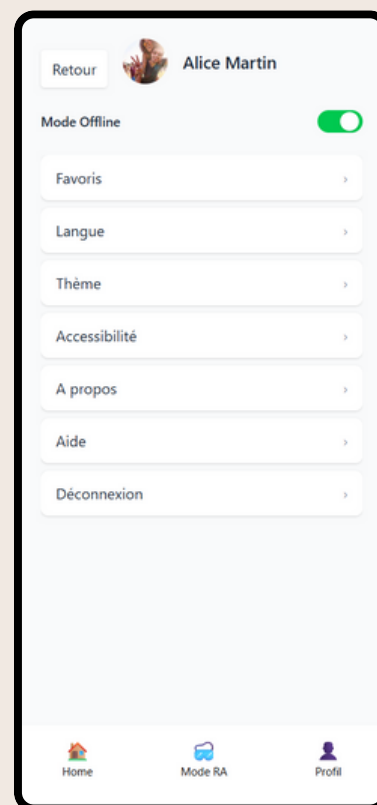 Retour
Alice Martin
Mode Offline
Favoris
Langue
Thème
Accessibilité
A propos
Aide
Déconnexion
Home
Mode RA
Profil